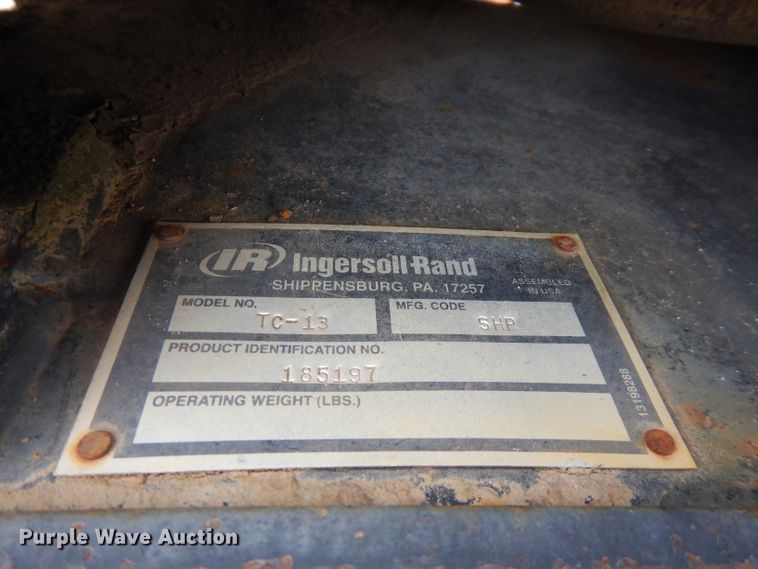 IR Ingersoll-Rand
SHIPPENSBURG, PA. 17257
ASSEMBLED
IN USA
MODEL NO.
TC-13
MFG. CODE
SHP
PRODUCT IDENTIFICATION NO.
185197
OPERATING WEIGHT (LBS.)
13198288
Purple Wave Auction